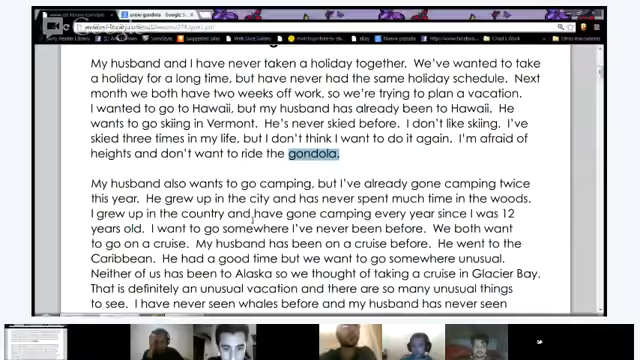 My husband and I have never taken a holiday together. We've wanted to take
a holiday for a long time, but have never had the same holiday schedule. Next
month we both have two weeks off work, so we're trying to plan a vacation.
I wanted to go to Hawaii, but my husband has already been to Hawaii. He
wants to go skiing in Vermont. He's never skied before. I don't like skiing. I've
skied three times in my life, but I don't think I want to do it again. I'm afraid of
heights and don't want to ride the gondola.
My husband also wants to go camping, but I've already gone camping twice
this year. He grew up in the city and has never spent much time in the woods.
I grew up in the country and have gone camping every year since I was 12
years old. I want to go somewhere I've never been before. We both want
to go on a cruise. My husband has been on a cruise before. He went to the
Caribbean. He had a good time but we want to go somewhere unusual.
Neither of us has been to Alaska so we thought of taking a cruise in Glacier Bay.
That is definitely an unusual vacation and there are so many unusual things
to see. I have never seen whales before and my husband has never seen